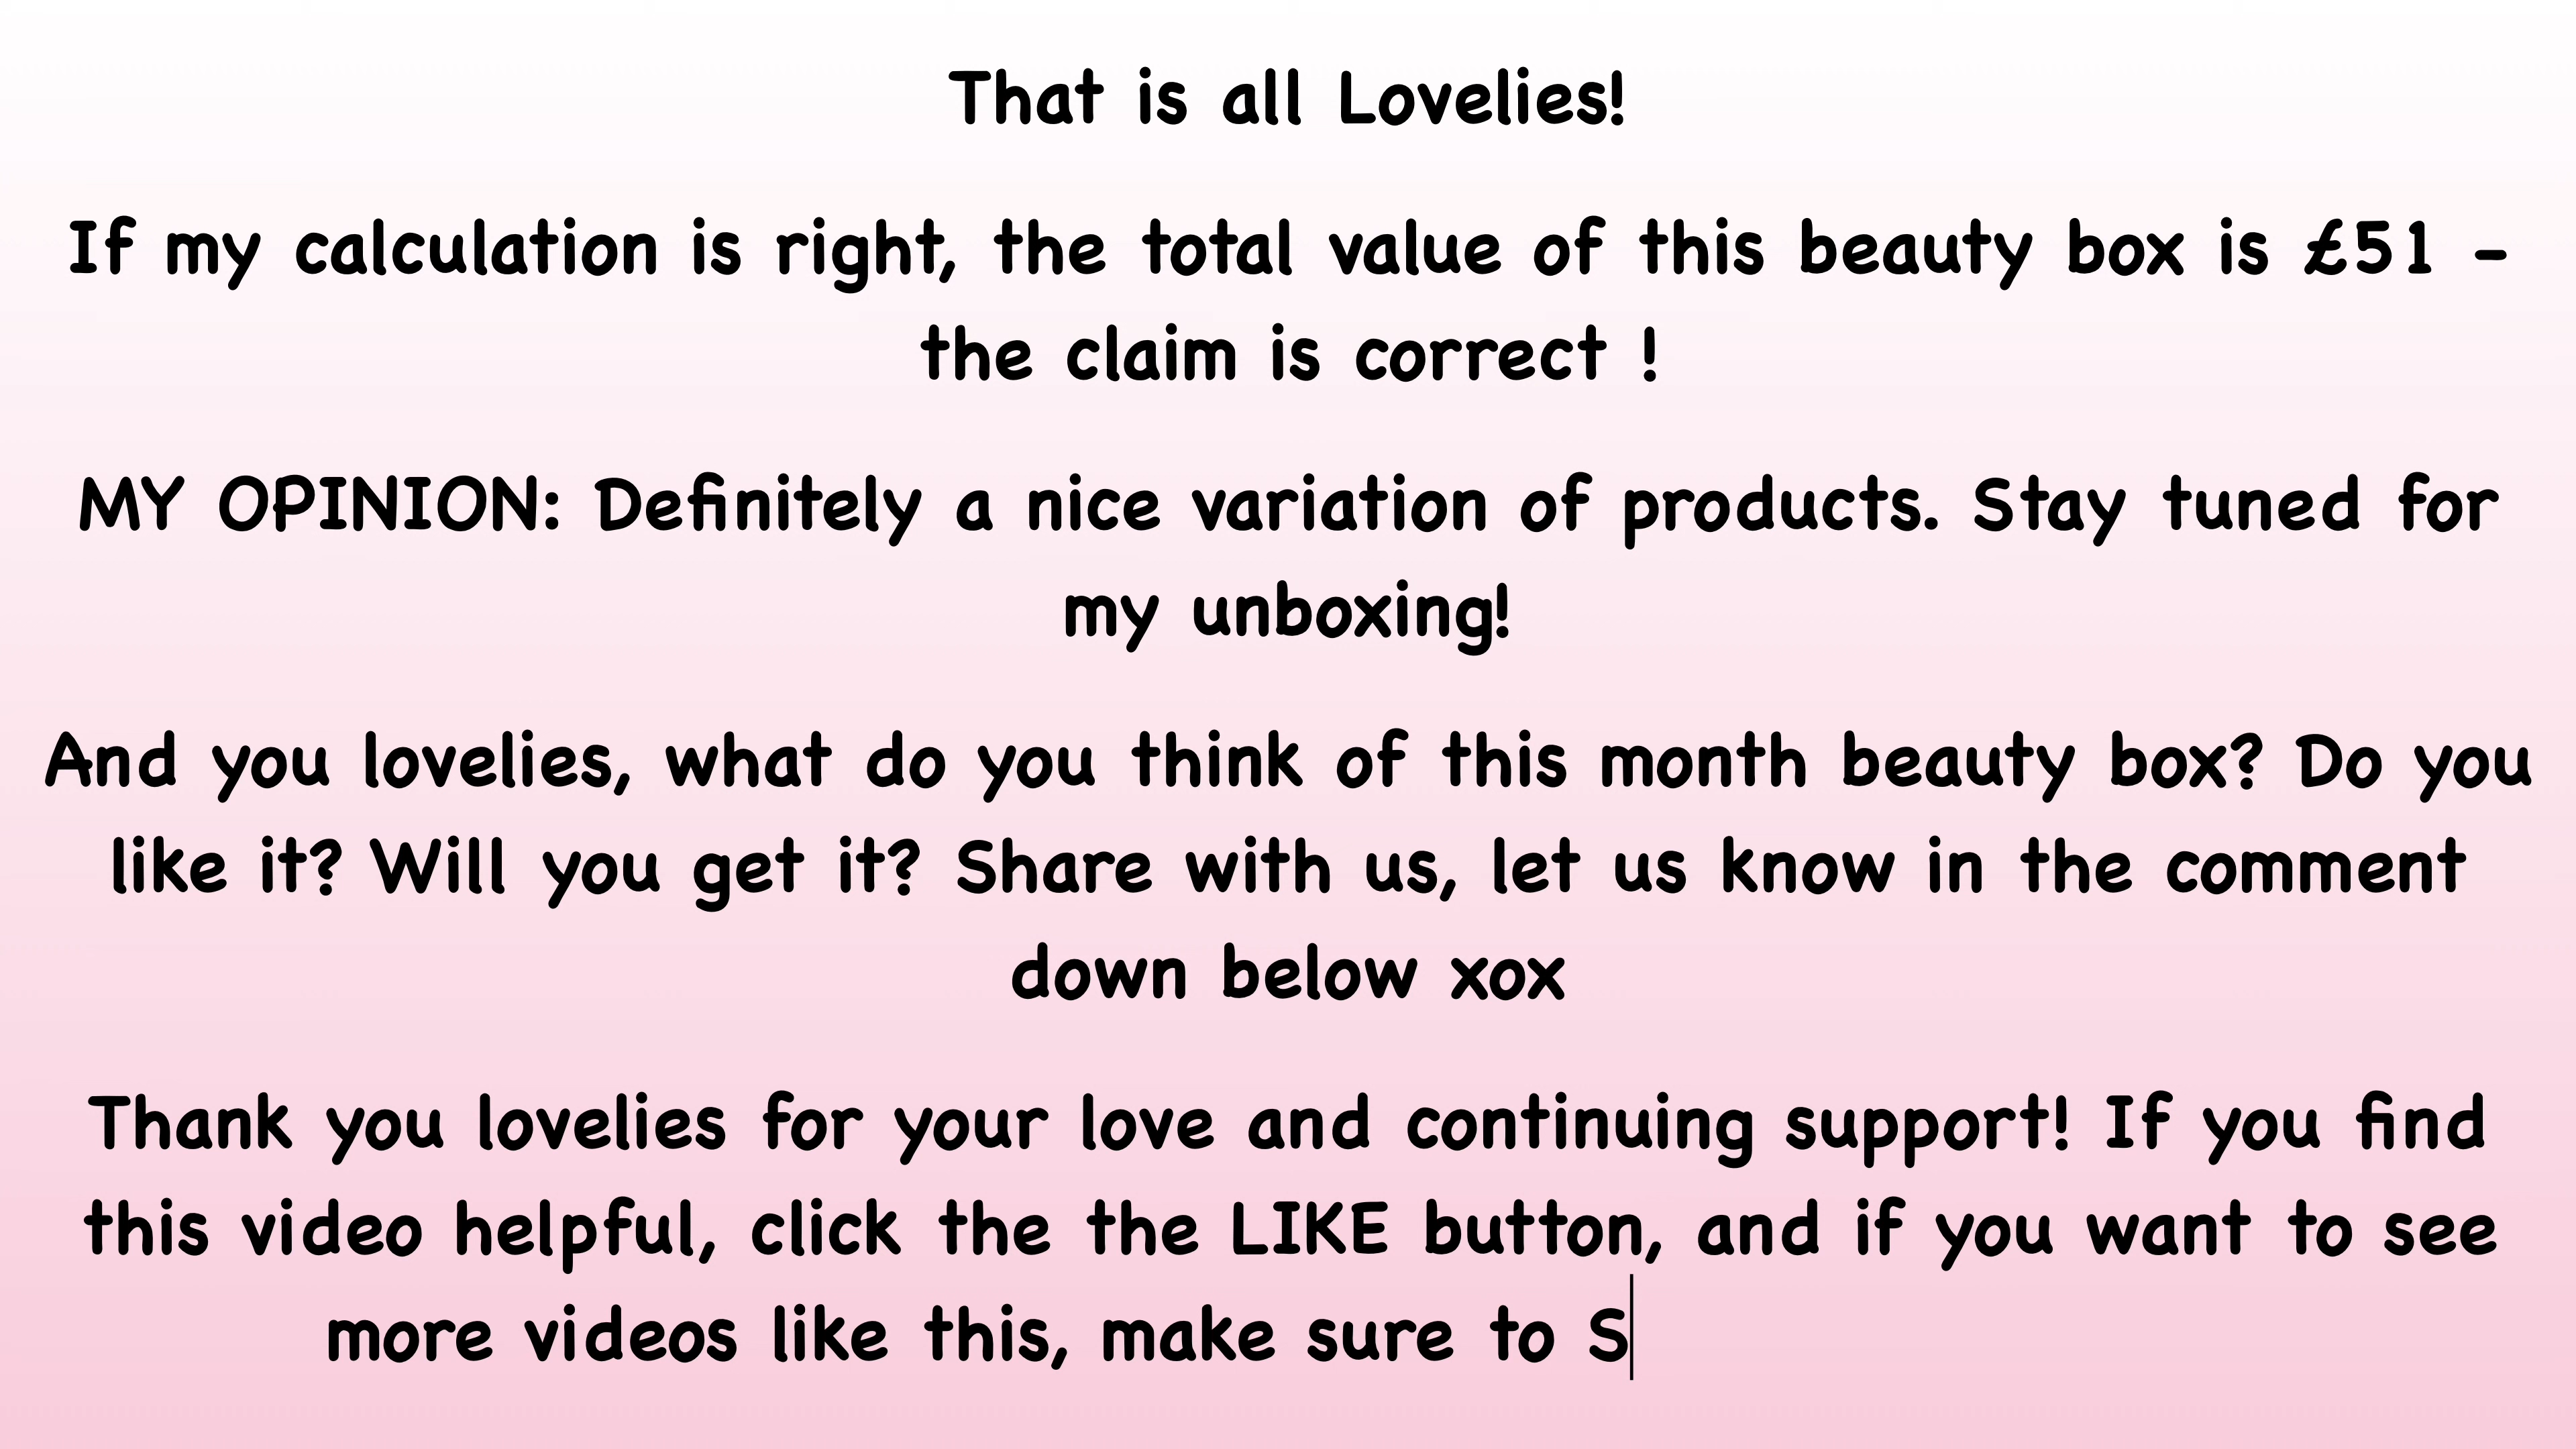 That is all Lovelies!
If my calculation is right, the total value of this beauty box is £51 -
the claim is correct !
MY OPINION: Definitely a nice variation of products. Stay tuned for
my unboxing!
And you lovelies, what do you think of this month beauty box? Do you
like it? Will you get it? Share with us, let us know in the comment
down below xox
Thank you lovelies for your love and continuing support! If you find
this video helpful, click the the LIKE button, and if you want to see
more videos like this, make sure to S